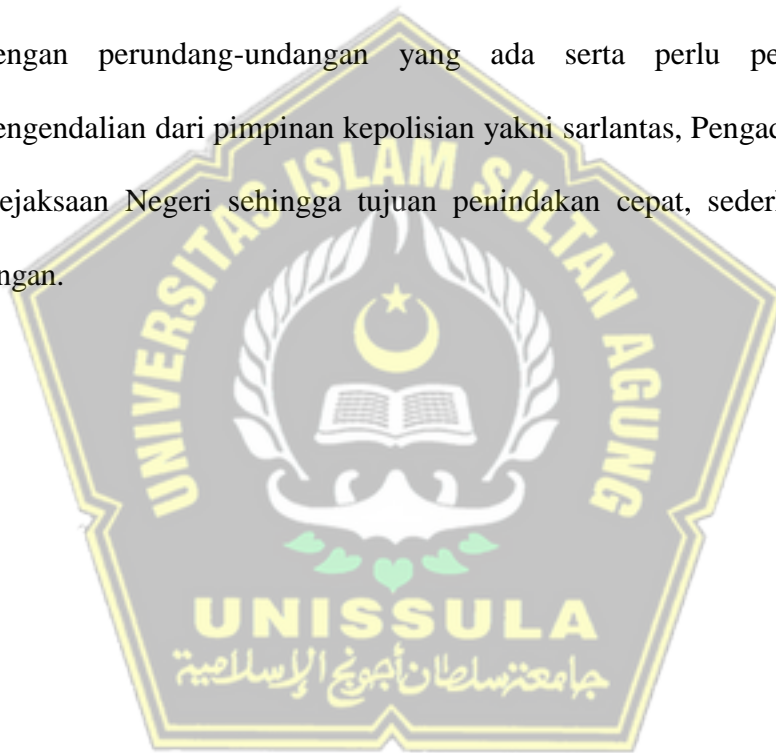 engan perundang-undangan yang ada serta perlu pe
engendalian dari pimpinan kepolisian yakni sarlantas, Pengad
ejaksaan Negeri sehingga tujuan penindakan cepat, seder
ngan.
UNIVERSITAS ISLAM SULTAN AGUNG
UNISSULA
جامعة سلطان أجونج الإسلامية